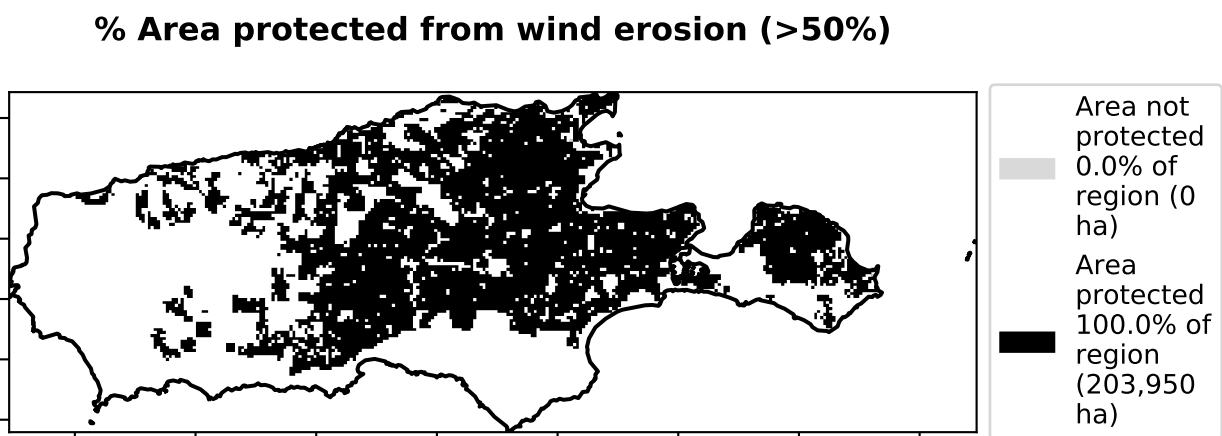 % Area protected from wind erosion (>50%)
Area not
protected
0.0% of
region (0
ha)
Area
protected
100.0% of
region
(203,950
ha)